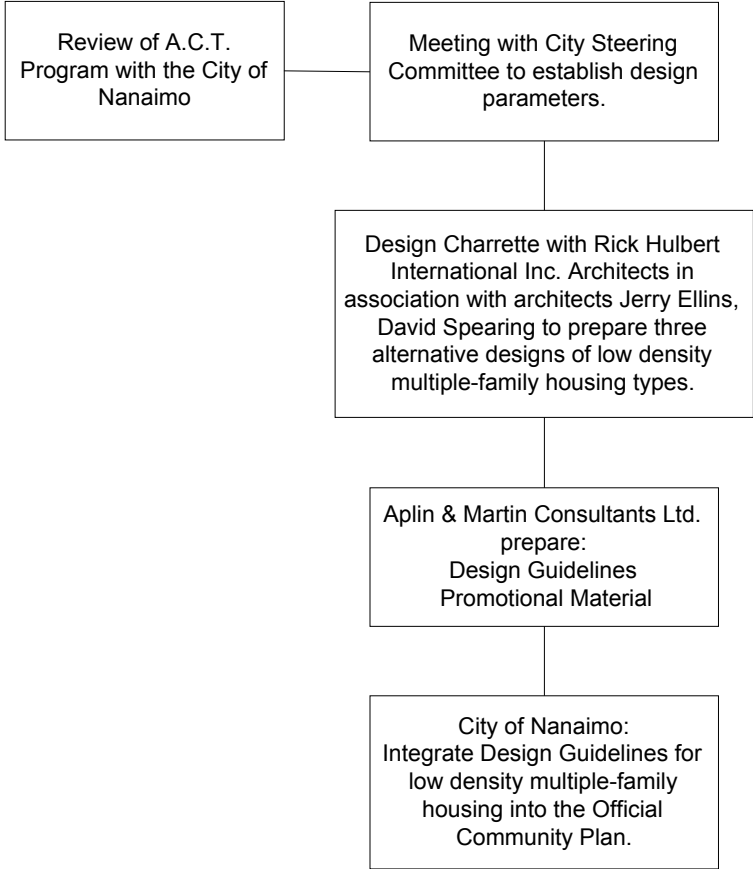 Review of A.C.T.
Program with the City of
Nanaimo
Meeting with City Steering
Committee to establish design
parameters.
Design Charrette with Rick Hulbert
International Inc. Architects in
association with architects Jerry Ellins,
David Spearing to prepare three
alternative designs of low density
multiple-family housing types.
Aplin & Martin Consultants Ltd.
prepare:
Design Guidelines
Promotional Material
City of Nanaimo:
Integrate Design Guidelines for
low density multiple-family
housing into the Official
Community Plan.